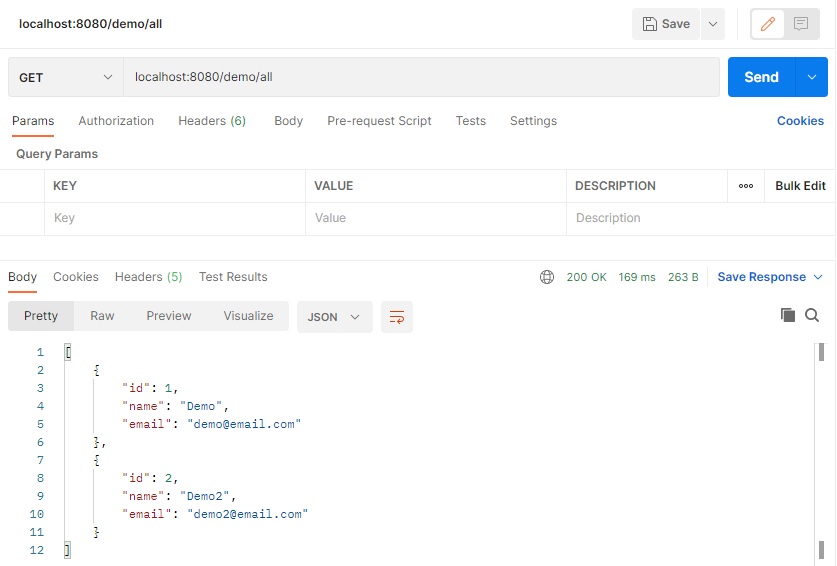 localhost:8080/demo/all Save
GET localhost:8080/demo/all Send
Params Authorization Headers (6) Body Pre-request Script Tests Settings Cookies
Query Params
KEY VALUE DESCRIPTION ooo Bulk Edit
Key Value Description
Body Cookies Headers (5) Test Results 200 OK 169 ms 263 B Save Response
Pretty Raw Preview Visualize JSON
1 [
2 {
3 "id": 1,
4 "name": "Demo",
5 "email": "demo@email.com"
6 },
7 {
8 "id": 2,
9 "name": "Demo2",
10 "email": "demo2@email.com"
11 }
12 ]